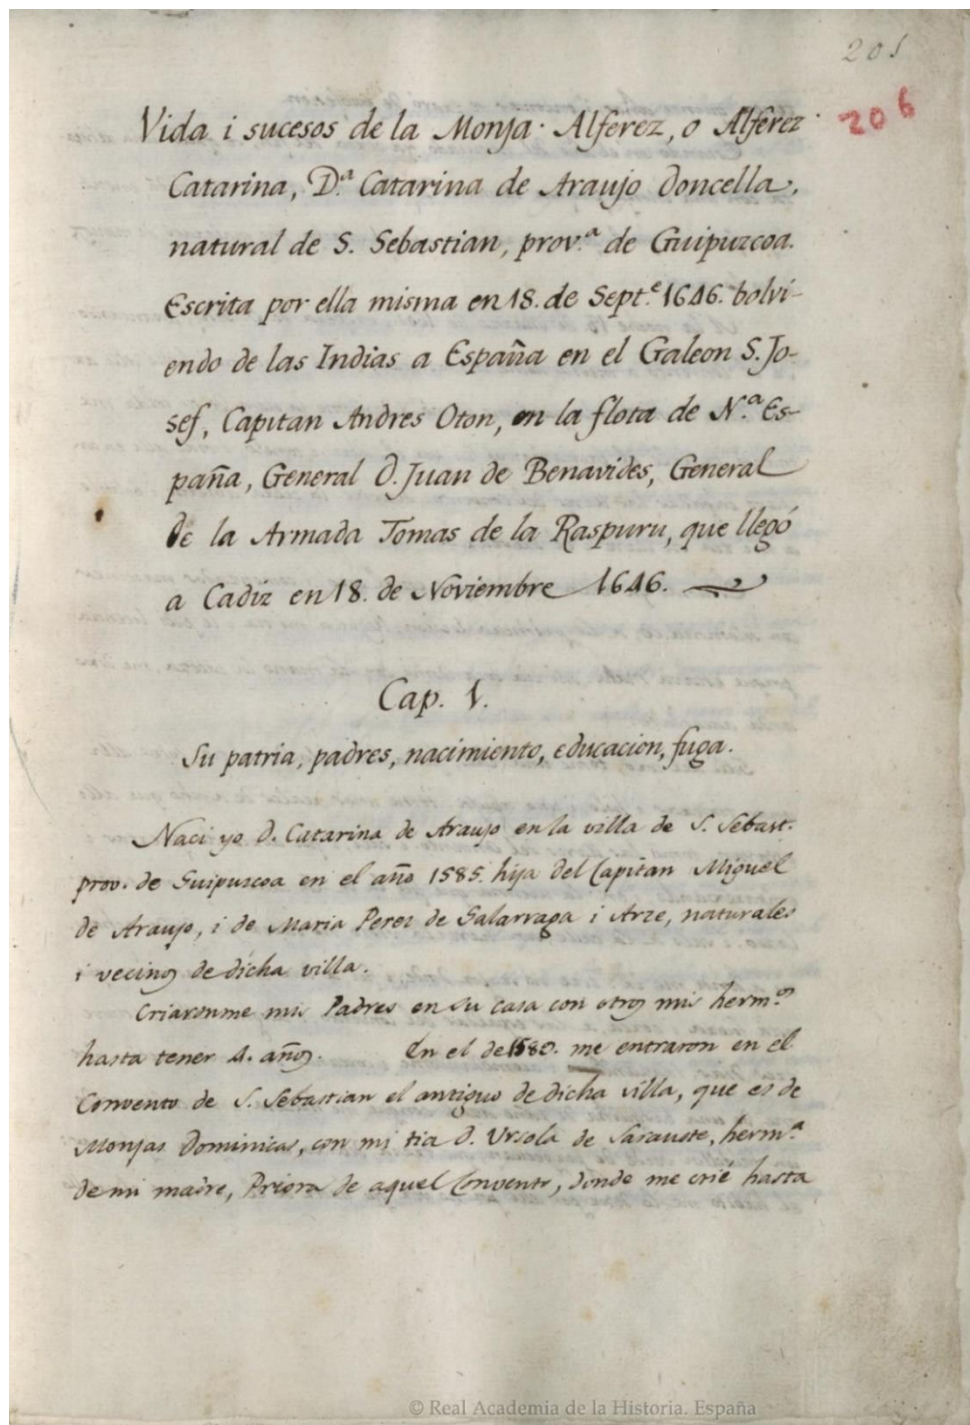 205
206
Vida i sucesos de la Monja Alferez, o Alferez
Catarina, D.ª Catarina de Araujo doncella,
natural de S. Sebastian, prov.ª de Guipuzcoa.
Escrita por ella misma en 18. de Sept.e 1646. bolvi-
endo de las Indias a España en el Galeon S. Jo-
sef, Capitan Andres Oton, en la flota de N.ª Es-
paña, General D. Juan de Benavides, General
de la Armada Tomas de la Raspuru, que llegó
a Cadiz en 18. de Noviembre 1646.
Cap. 1.
Su patria, padres, nacimiento, educacion, fuga.
Naci yo d. Catarina de Araujo en la villa de S. Sebast.
prov. de Guipuzcoa en el año 1585. hija del Capitan Miguel
de Araujo, i de Maria Perez de Galarraga i Arze, naturales
i vecinos de dicha villa.
Criaronme mis Padres en su casa con otros mis herm.os
hasta tener 4. años. En el de 1580. me entraron en el
Convento de S. Sebastian el antiguo de dicha villa, que es de
Monjas Dominicas, con mi tia d. Ursola de Sarauste, herm.ª
de mi madre, Priora de aquel Convento, donde me crié hasta
© Real Academia de la Historia. España